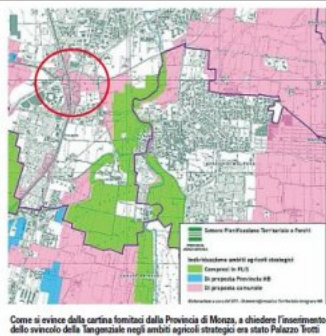 Settore Pianificazione Territoriale e Parchi
Individuazione ambiti agricoli strategici
Compresi in PLIS
Di proposta Provincia MB
Di proposta comunale
Come si evince dalla cartina fornitaci dalla Provincia di Monza, a chiedere l'inserimento
dello svincolo della Tangenziale negli ambiti agricoli strategici era stato Palazzo Trotti.